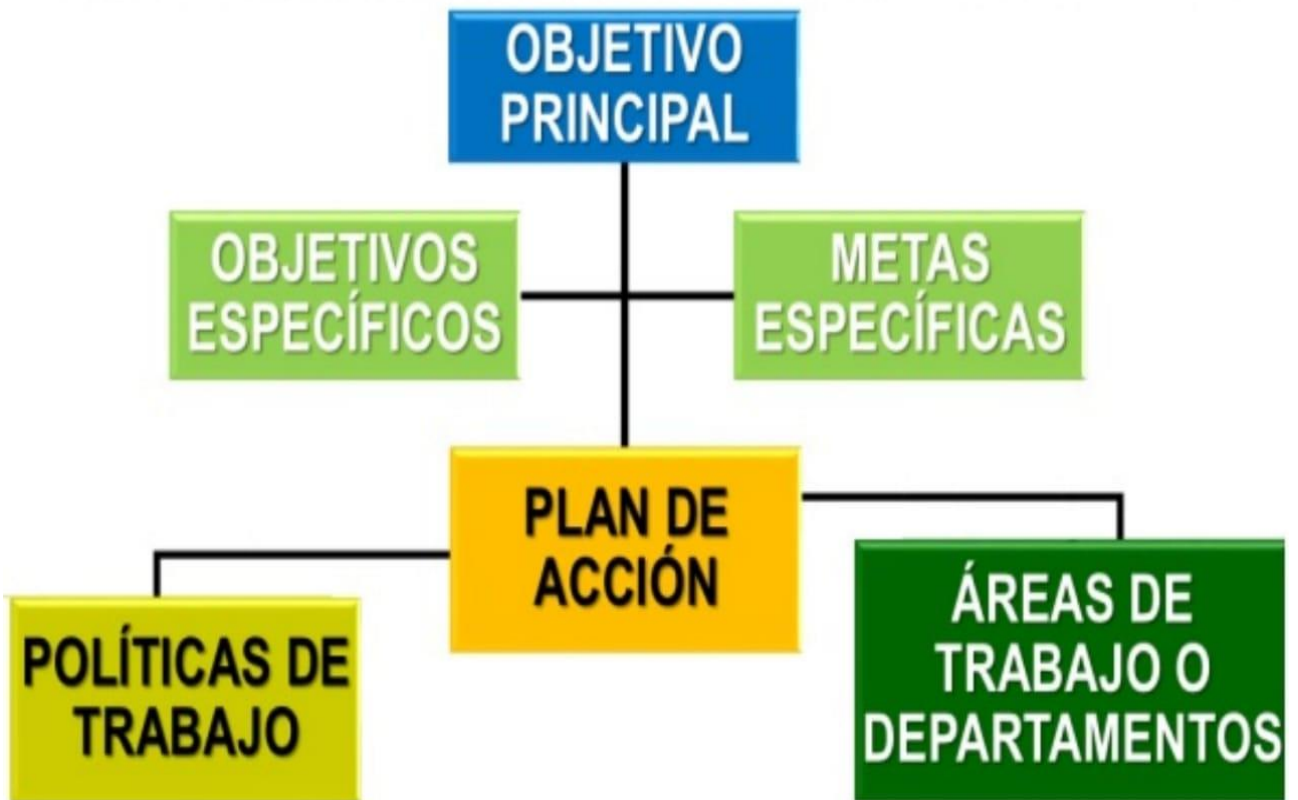 OBJETIVO
PRINCIPAL
OBJETIVOS
ESPECÍFICOS
METAS
ESPECÍFICAS
PLAN DE
ACCIÓN
POLÍTICAS DE
TRABAJO
ÁREAS DE
TRABAJO O
DEPARTAMENTOS